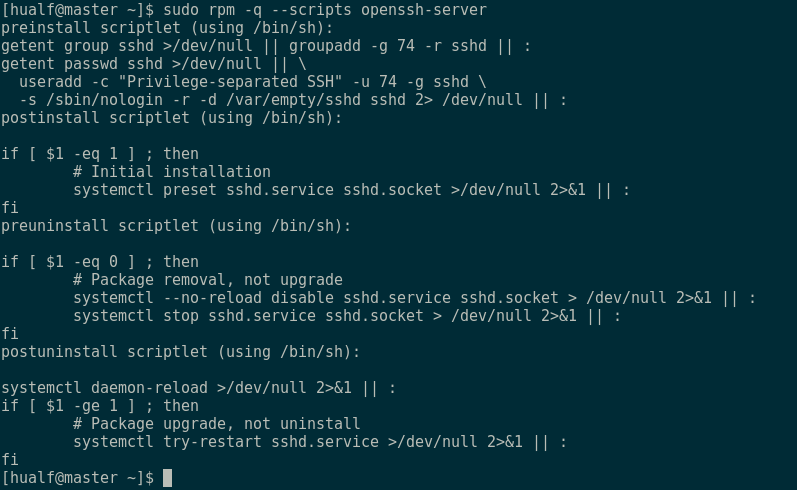 [hualf@master ~]$ sudo rpm -q --scripts openssh-server
preinstall scriptlet (using /bin/sh):
getent group sshd >/dev/null || groupadd -g 74 -r sshd || :
getent passwd sshd >/dev/null || \
  useradd -c "Privilege-separated SSH" -u 74 -g sshd \
  -s /sbin/nologin -r -d /var/empty/sshd sshd 2> /dev/null || :
postinstall scriptlet (using /bin/sh):

if [ $1 -eq 1 ] ; then
        # Initial installation
        systemctl preset sshd.service sshd.socket >/dev/null 2>&1 || :
fi
preuninstall scriptlet (using /bin/sh):

if [ $1 -eq 0 ] ; then
        # Package removal, not upgrade
        systemctl --no-reload disable sshd.service sshd.socket > /dev/null 2>&1 || :
        systemctl stop sshd.service sshd.socket > /dev/null 2>&1 || :
fi
postuninstall scriptlet (using /bin/sh):

systemctl daemon-reload >/dev/null 2>&1 || :
if [ $1 -ge 1 ] ; then
        # Package upgrade, not uninstall
        systemctl try-restart sshd.service >/dev/null 2>&1 || :
fi
[hualf@master ~]$